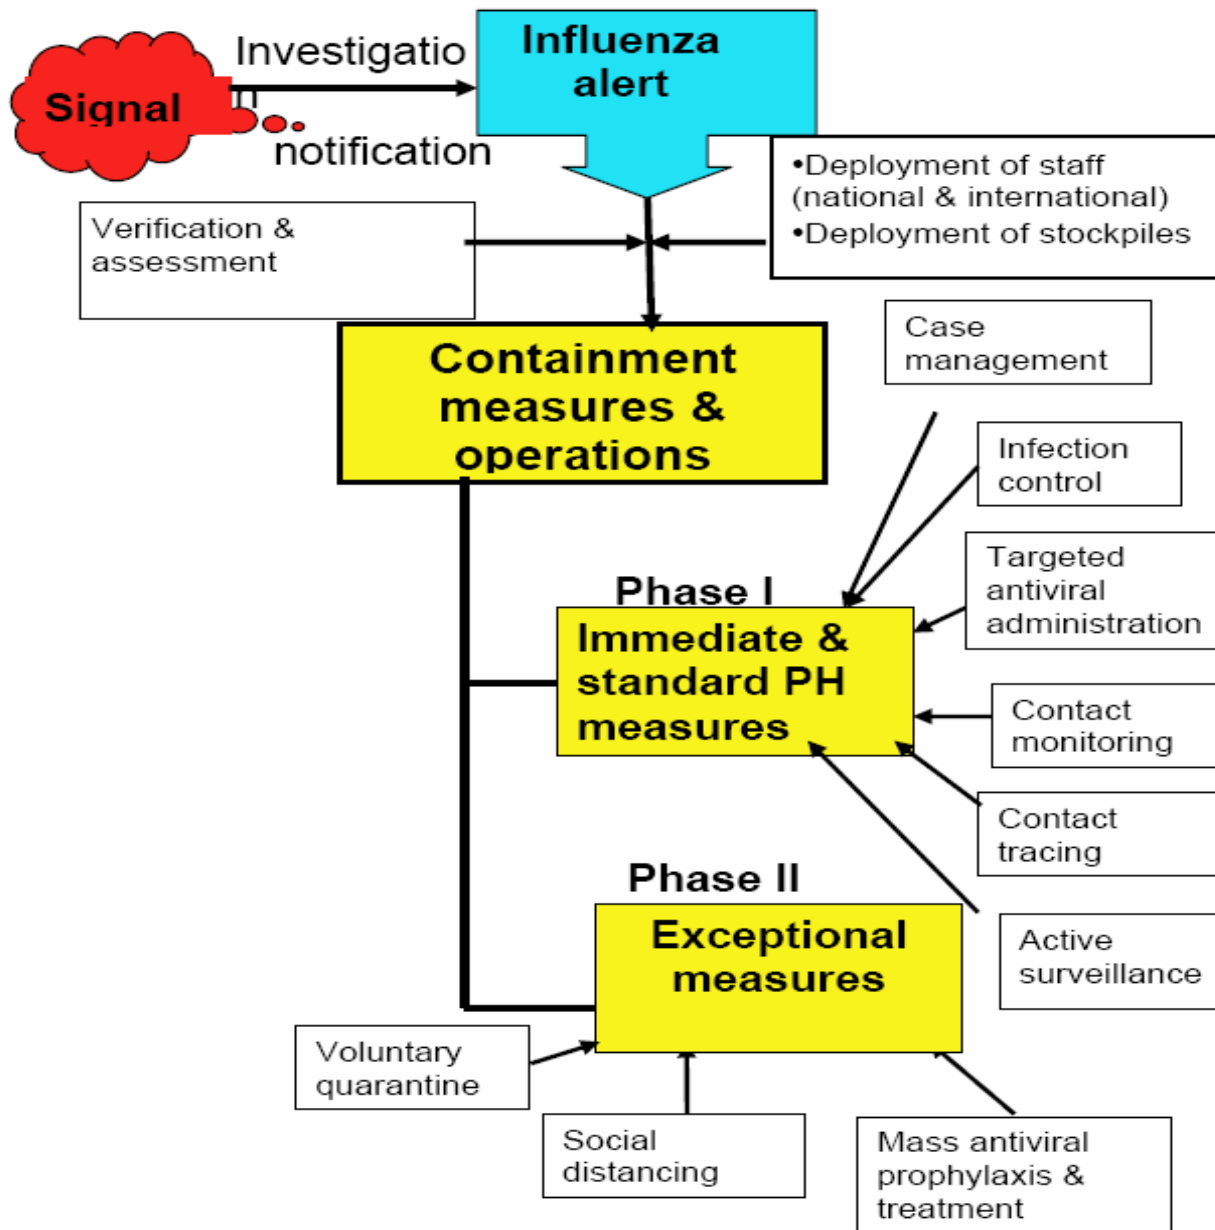 Signal
Investigatio
n
notification
Influenza
alert
•Deployment of staff
(national & international)
•Deployment of stockpiles
Verification &
assessment
Containment
measures &
operations
Case
management
Infection
control
Targeted
antiviral
administration
Phase I
Immediate &
standard PH
measures
Contact
monitoring
Contact
tracing
Active
surveillance
Phase II
Exceptional
measures
Voluntary
quarantine
Social
distancing
Mass antiviral
prophylaxis &
treatment